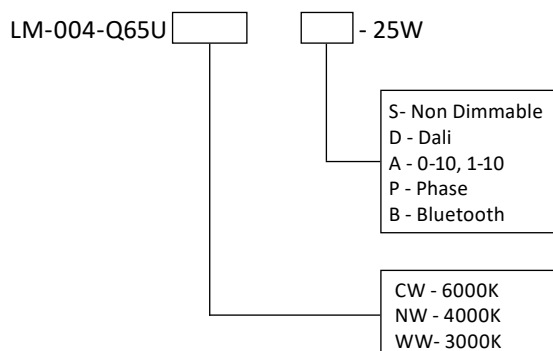 LM-004-Q65U - 25W
S- Non Dimmable
D - Dali
A - 0-10, 1-10
P - Phase
B - Bluetooth
CW - 6000K
NW - 4000K
WW- 3000K